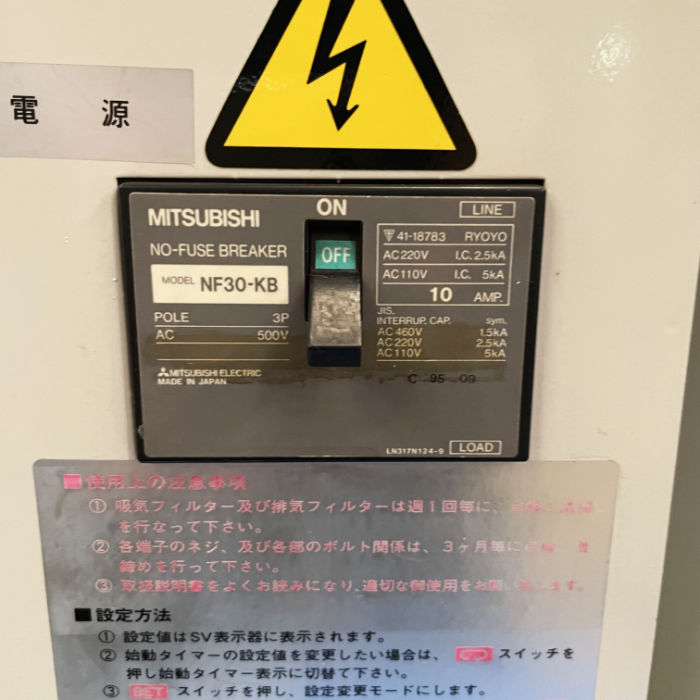 電 源
MITSUBISHI
ON
LINE
NO-FUSE BREAKER
OFF
MODEL NF30-KB
POLE 3P
AC 500V
MITSUBISHI ELECTRIC
MADE IN JAPAN
41-18783 RYOYO
AC220V I.C. 2.5kA
AC110V I.C. 5kA
10 AMP.
JIS.
INTERRUP. CAP. sym.
AC460V 1.5kA
AC220V 2.5kA
AC110V 5kA
C 95 09
LN317N124-9 LOAD
■使用上の注意事項
① 吸気フィルター及び排気フィルターは週1回毎に、
を行なって下さい。
② 各端子のネジ、及び各部のボルト関係は、3ヶ月毎に
締めを行って下さい。
③ 取扱説明書をよくお読みになり、適切な御使用をお願い致します。
■設定方法
① 設定値はSV表示器に表示されます。
② 始動タイマーの設定値を変更したい場合は、 スイッチを
押し始動タイマー表示に切替て下さい。
③ SET スイッチを押し、設定変更モードにします。